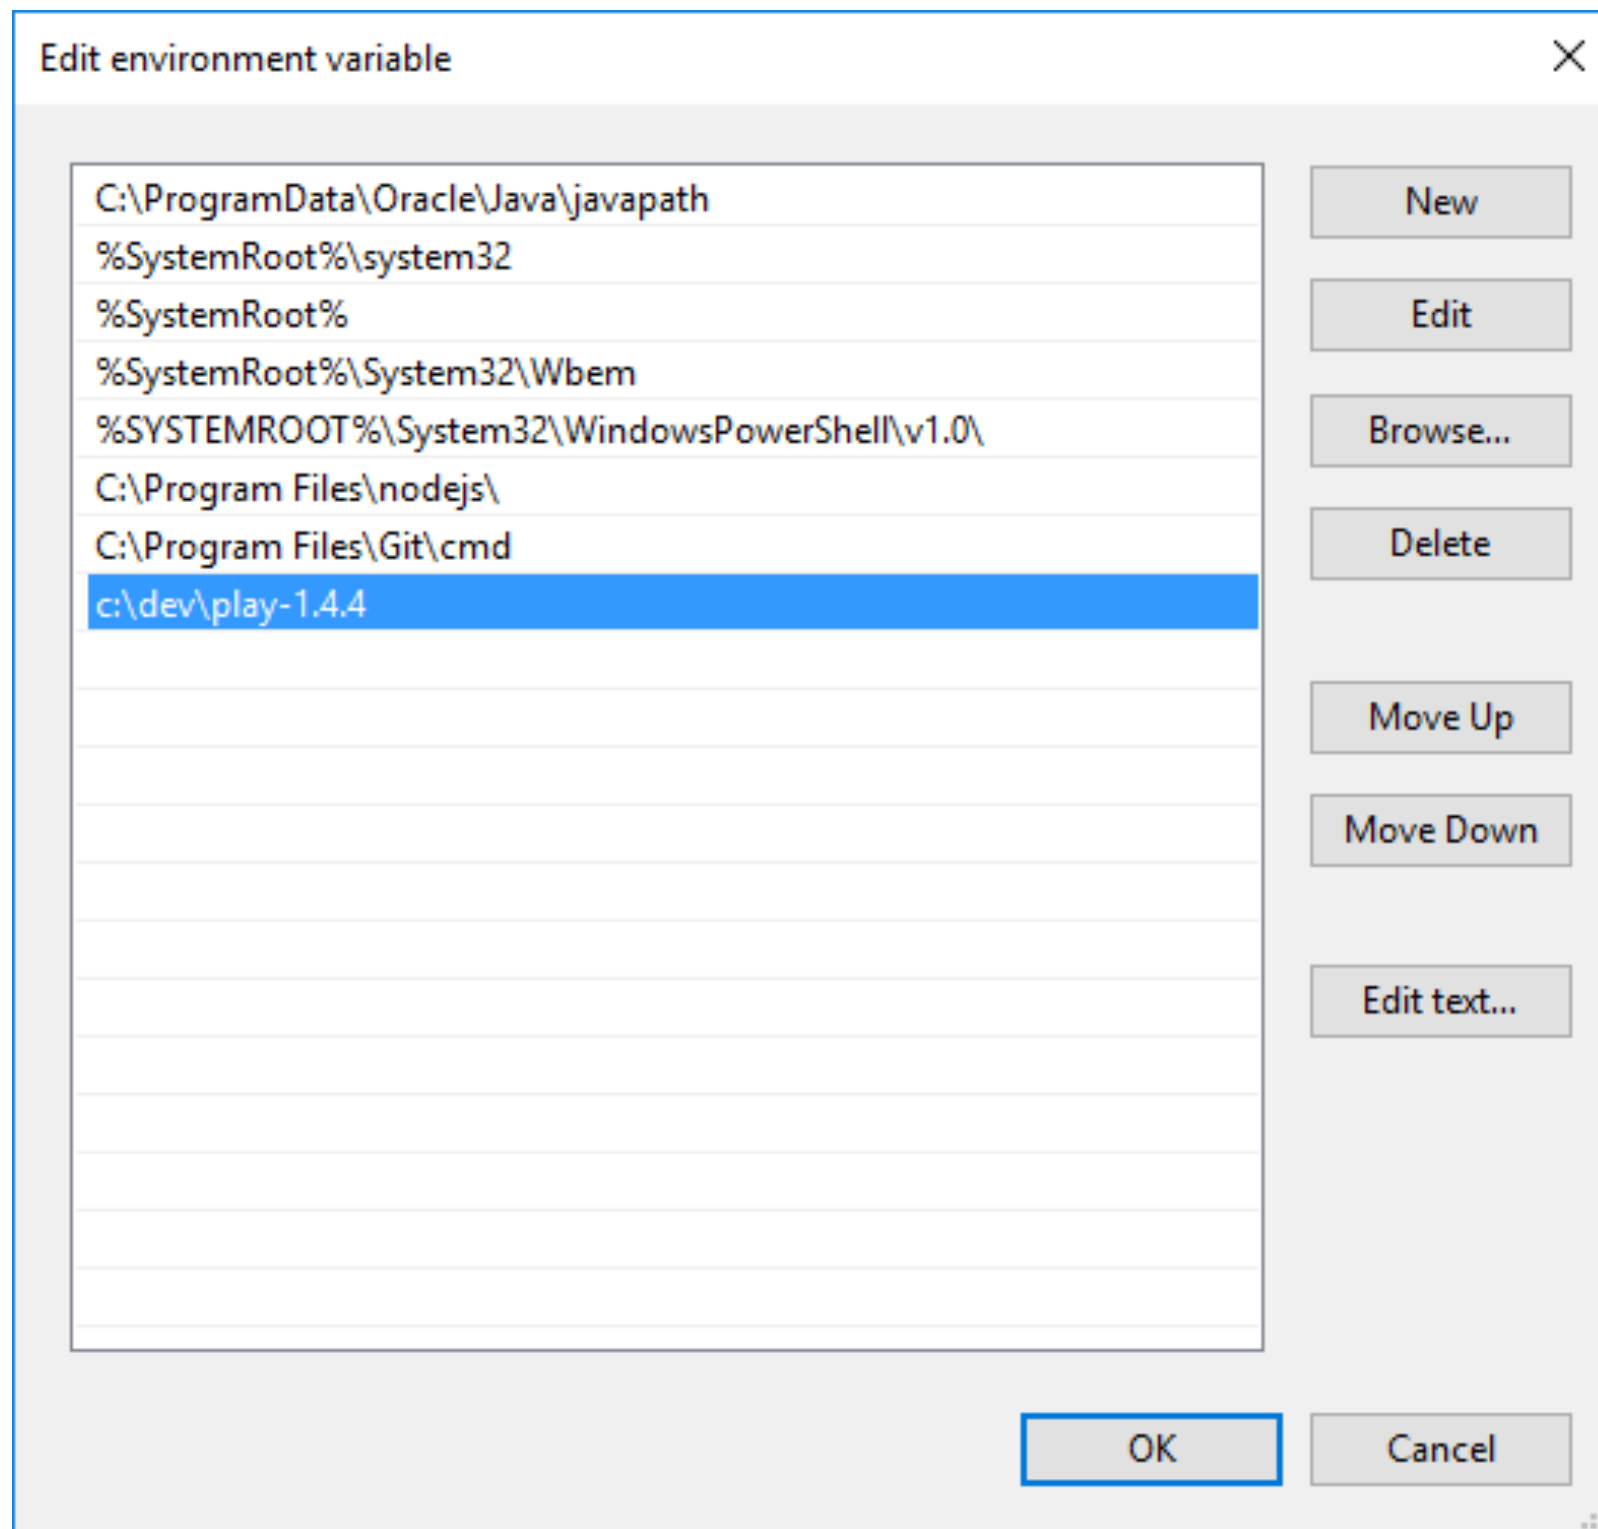 Edit environment variable
C:\ProgramData\Oracle\Java\javapath
%SystemRoot%\system32
%SystemRoot%
%SystemRoot%\System32\Wbem
%SYSTEMROOT%\System32\WindowsPowerShell\v1.0\
C:\Program Files\nodejs\
C:\Program Files\Git\cmd
c:\dev\play-1.4.4
New
Edit
Browse...
Delete
Move Up
Move Down
Edit text...
OK
Cancel